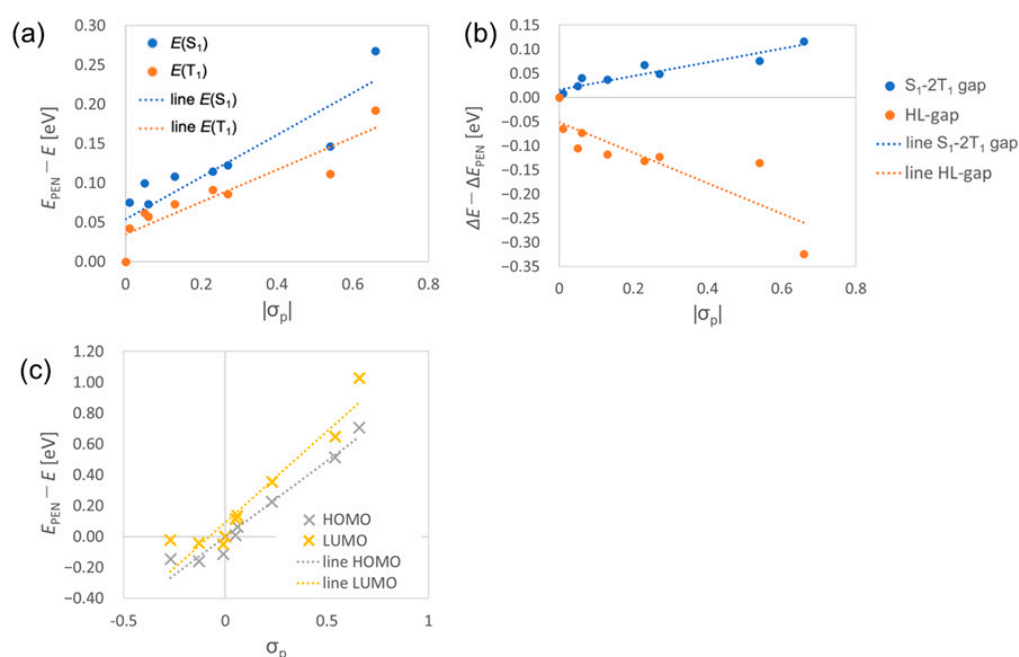 (a)
E_PEN − E [eV]
0.30
0.25
0.20
0.15
0.10
0.05
0.00
E(S₁)
E(T₁)
line E(S₁)
line E(T₁)
0
0.2
0.4
0.6
0.8
|σₚ|
(b)
ΔE − ΔE_PEN [eV]
0.15
0.10
0.05
0.00
−0.05
−0.10
−0.15
−0.20
−0.25
−0.30
−0.35
0
0.2
0.4
0.6
0.8
|σₚ|
S₁-2T₁ gap
HL-gap
line S₁-2T₁ gap
line HL-gap
(c)
E_PEN − E [eV]
1.20
1.00
0.80
0.60
0.40
0.20
0.00
−0.20
−0.40
HOMO
LUMO
line HOMO
line LUMO
-0.5
0
0.5
1
σₚ